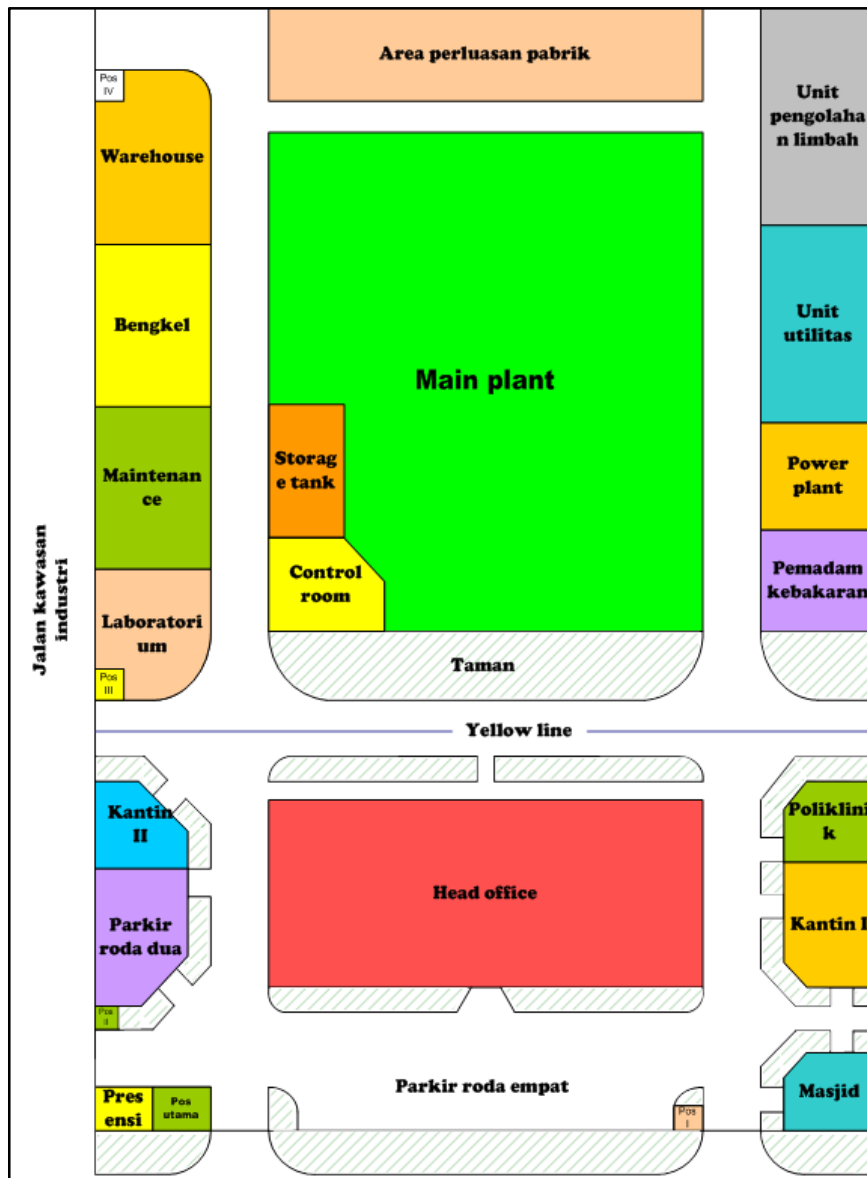 Area perluasan pabrik
Pos
IV
Unit
pengolaha
n limbah
Warehouse
Bengkel
Unit
utilitas
Main plant
Storag
e tank
Maintenan
ce
Power
plant
Control
room
Pemadam
kebakaran
Jalan kawasan
industri
Laboratori
um
Taman
Pos
III
Yellow line
Kantin
II
Poliklini
k
Head office
Parkir
roda dua
Kantin I
Pos
II
Parkir roda empat
Pres
ensi
Pos
utama
Pos
I
Masjid